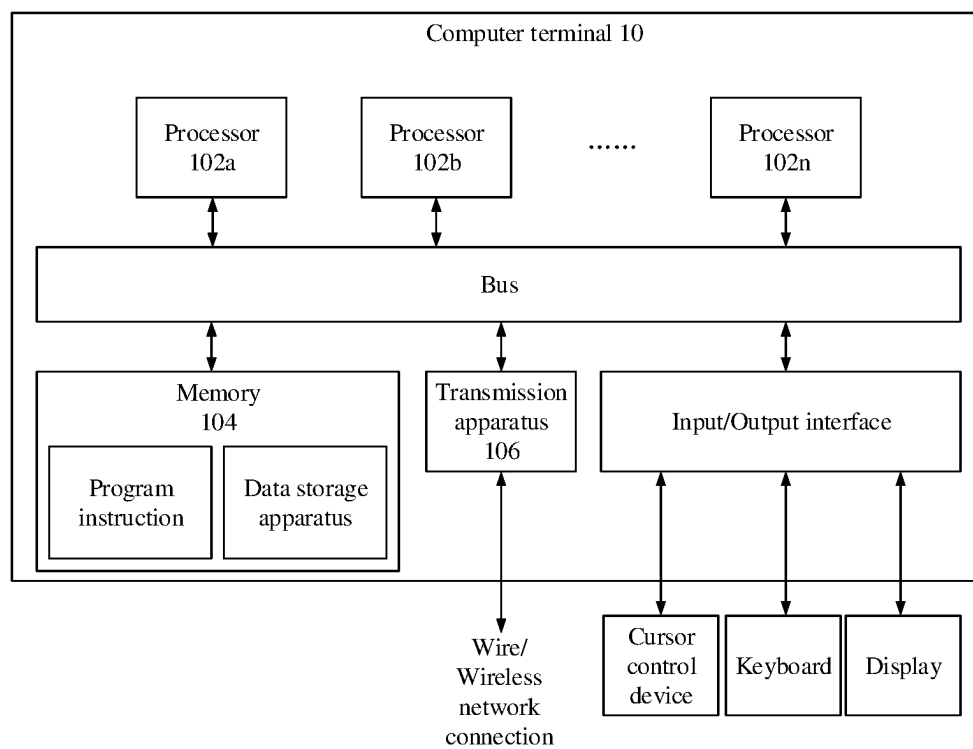 Computer terminal 10
Processor
102a
Processor
102b
......
Processor
102n
Bus
Memory
104
Program
instruction
Data storage
apparatus
Transmission
apparatus
106
Input/Output interface
Wire/
Wireless
network
connection
Cursor
control
device
Keyboard
Display